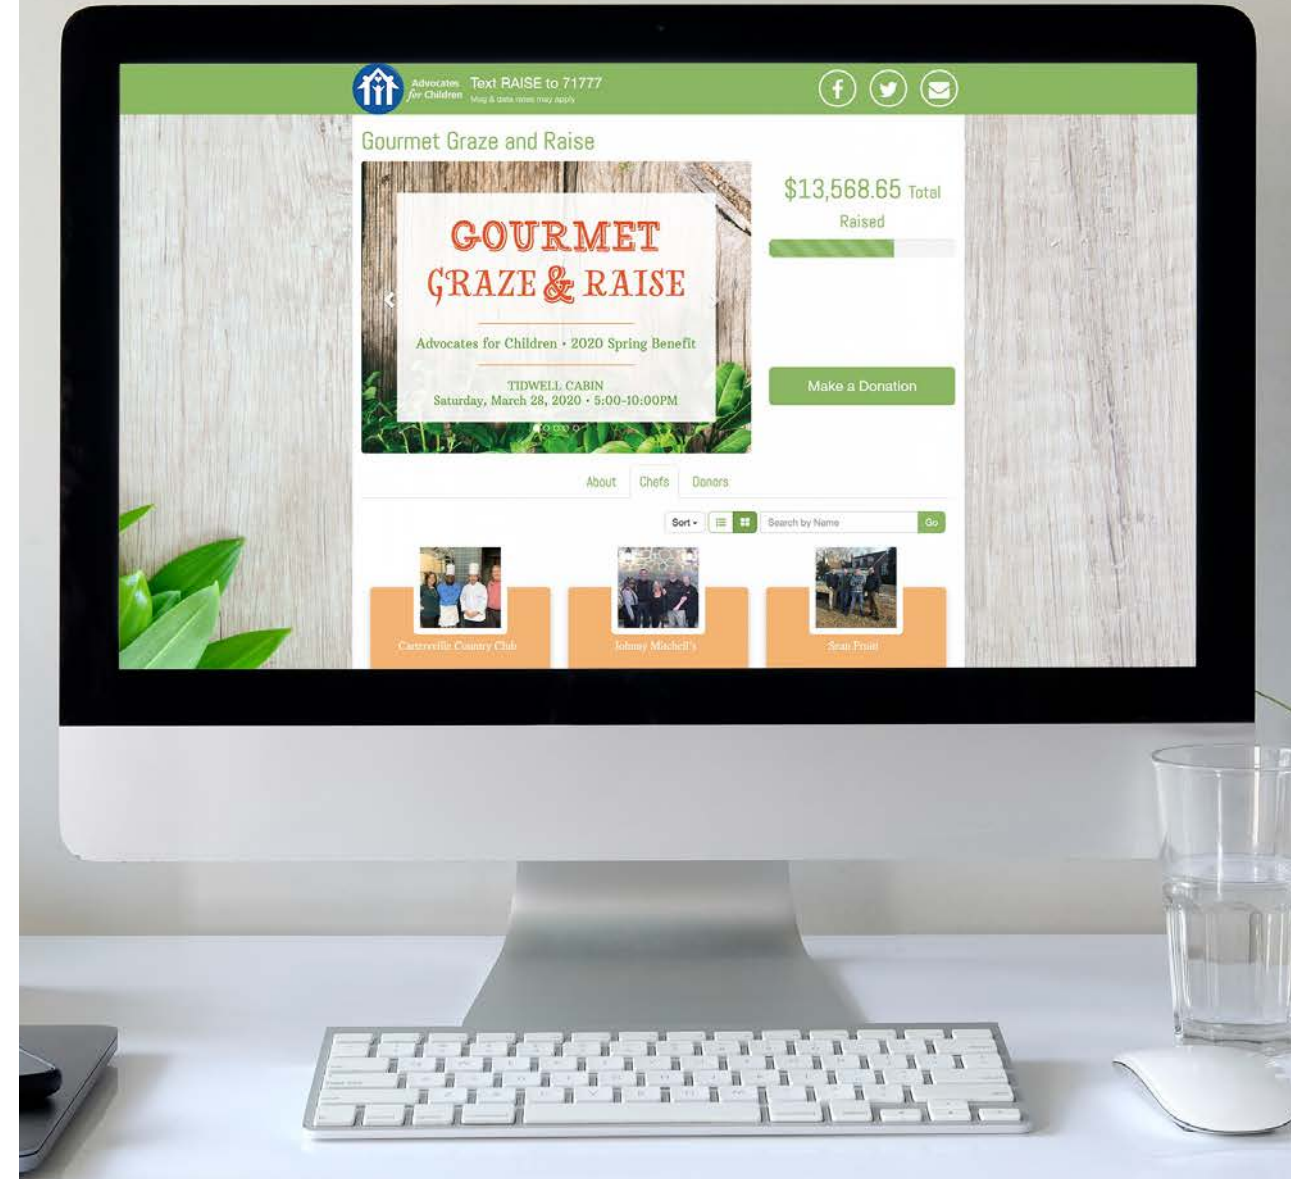 Advocates
for Children
Text RAISE to 71777
Msg & data rates may apply
Gourmet Graze and Raise
GOURMET
GRAZE & RAISE
Advocates for Children • 2020 Spring Benefit
TIDWELL CABIN
Saturday, March 28, 2020 • 5:00-10:00PM
$13,568.65 Total
Raised
Make a Donation
About Chefs Donors
Sort
Search by Name
Go
Cartersville Country Club
Johnny Mitchell's
Sean